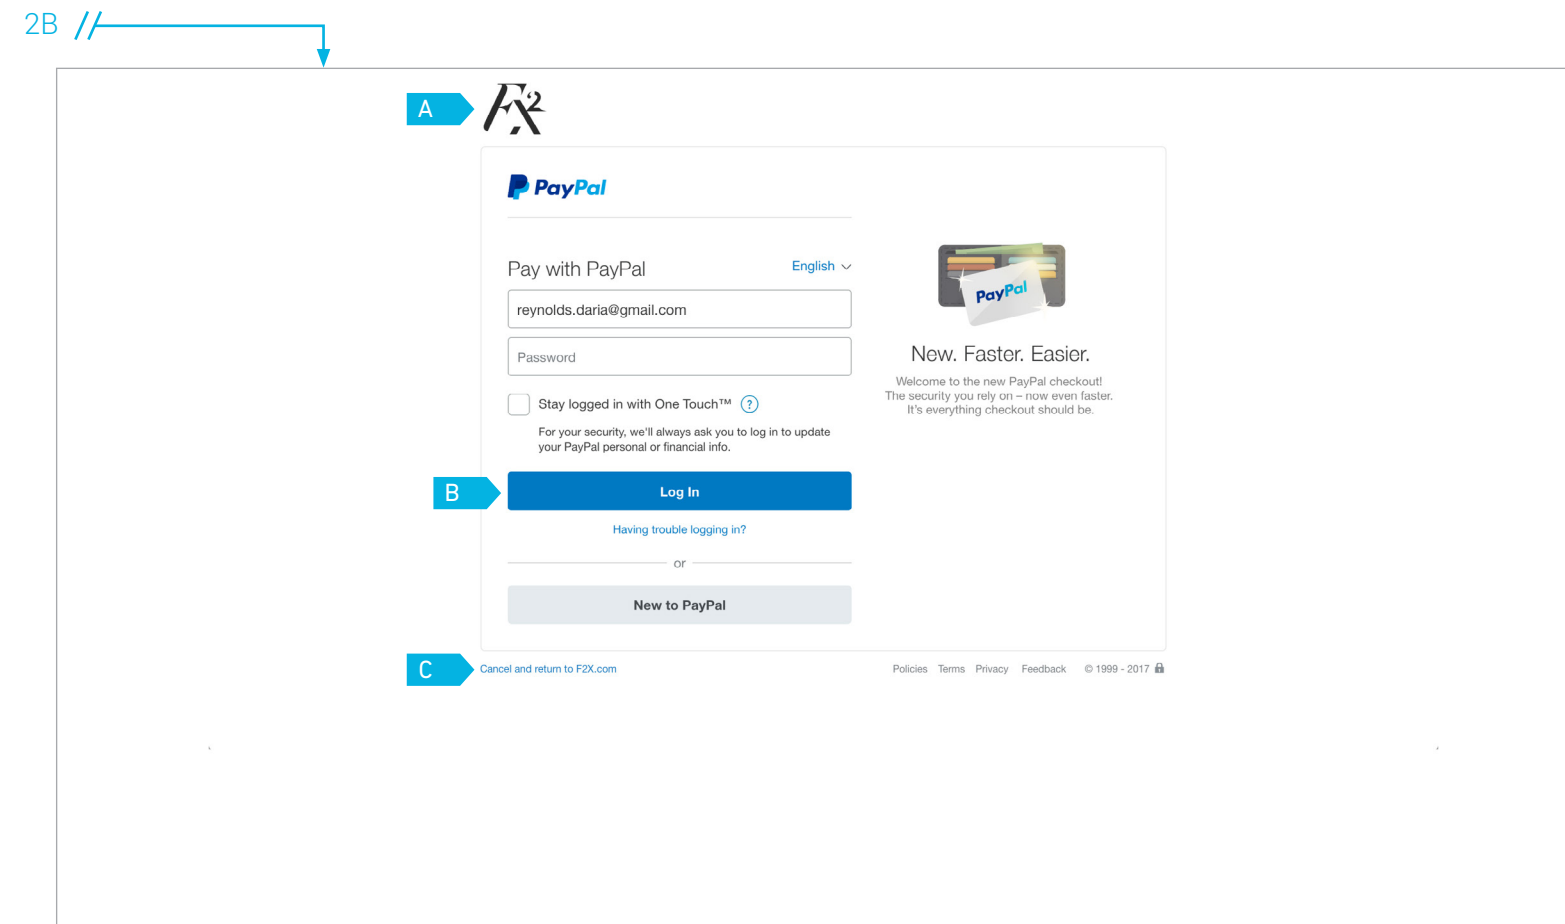 2B
A
Fx2
PayPal
Pay with PayPal
English
reynolds.daria@gmail.com
Password
Stay logged in with One Touch™ ?
For your security, we'll always ask you to log in to update
your PayPal personal or financial info.
B
Log In
Having trouble logging in?
or
New to PayPal
PayPal
New. Faster. Easier.
Welcome to the new PayPal checkout!
The security you rely on – now even faster.
It's everything checkout should be.
C
Cancel and return to F2X.com
Policies Terms Privacy Feedback © 1999 - 2017